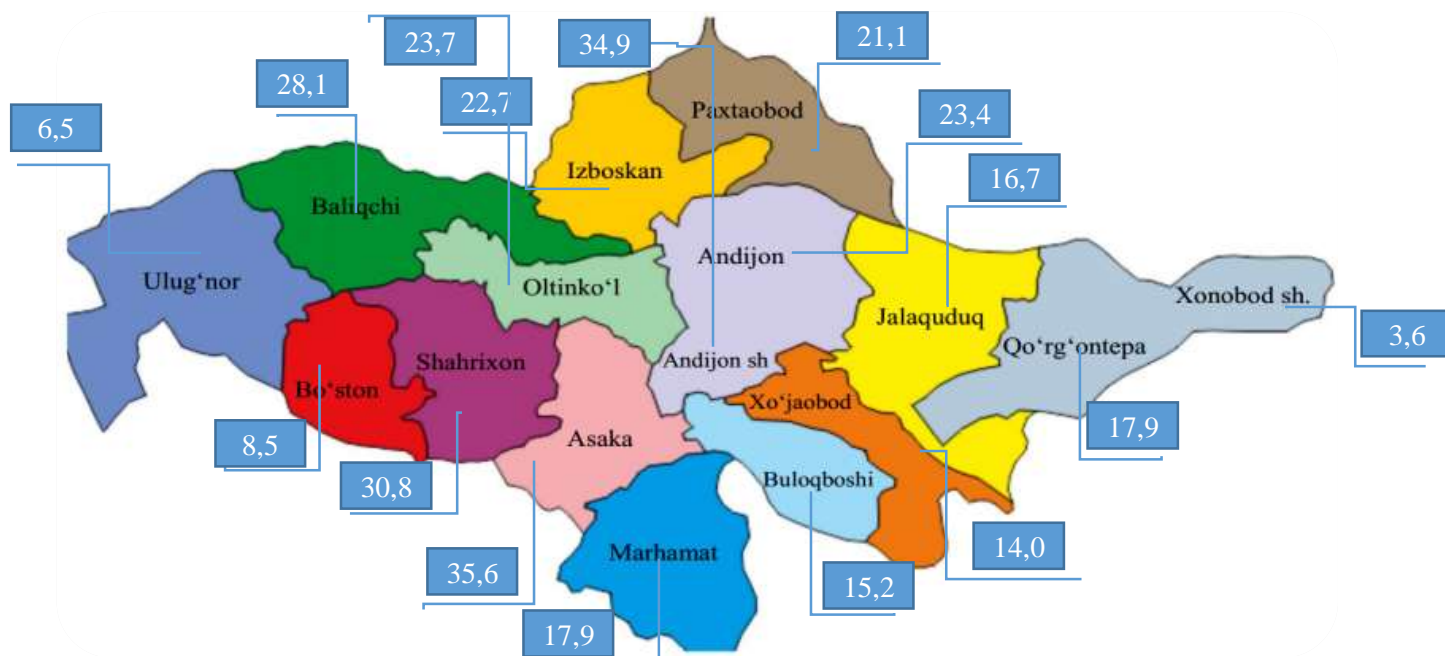 23,7
34,9
21,1
28,1
22,7
Paxtaobod
23,4
6,5
Izboskan
16,7
Baliqchi
Andijon
Ulug‘nor
Oltinko‘l
Xonobod sh.
Jalaquduq
Qo‘rg‘ontepa
3,6
Shahrixon
Andijon sh
Bo‘ston
Xo‘jaobod
8,5
Asaka
17,9
30,8
Buloqboshi
Marhamat
14,0
35,6
15,2
17,9